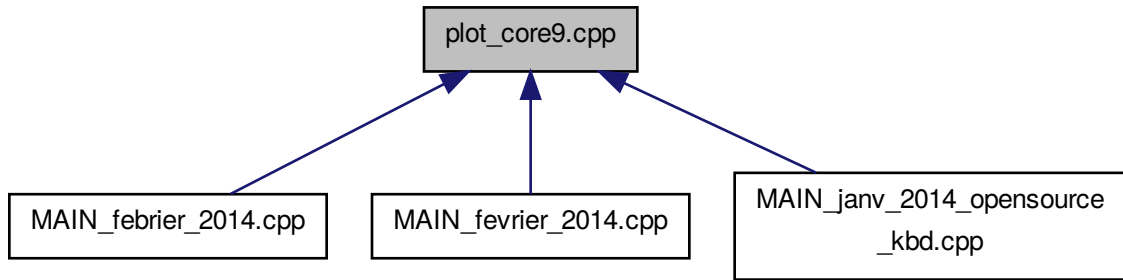 plot_core9.cpp
MAIN_febrier_2014.cpp
MAIN_fevrier_2014.cpp
MAIN_janv_2014_opensource
_kbd.cpp